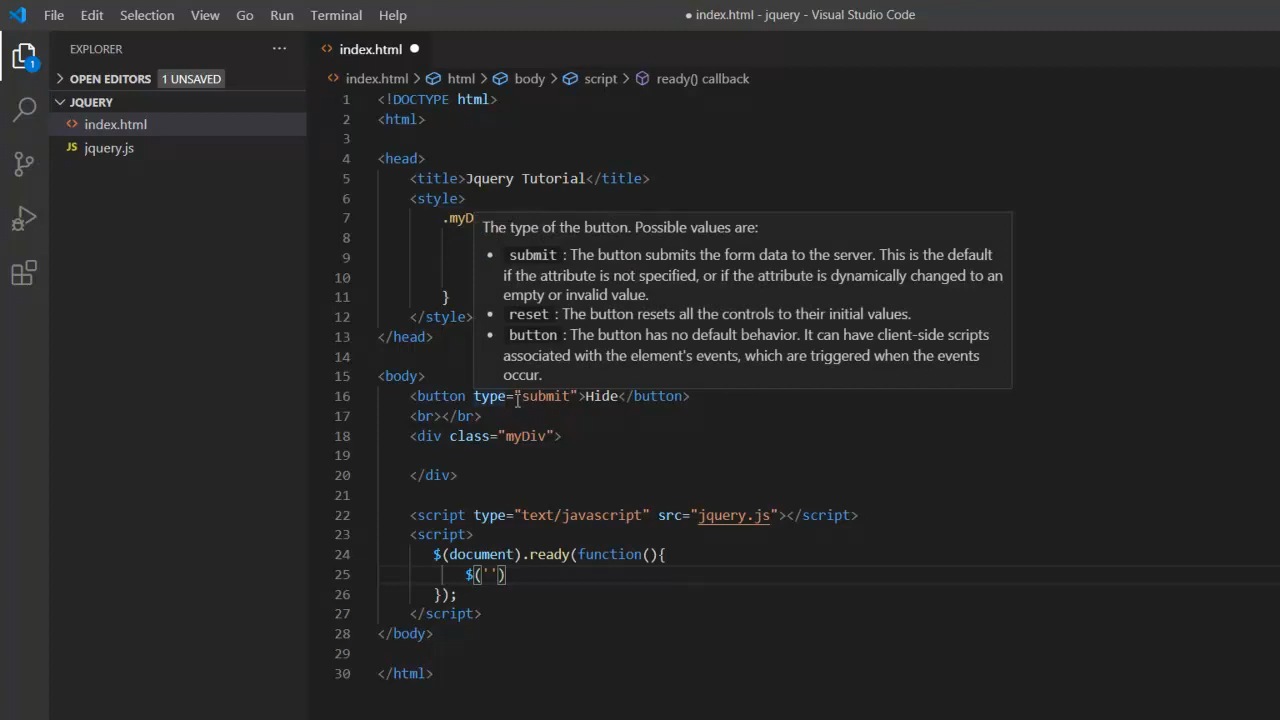 File Edit Selection View Go Run Terminal Help ● index.html - jquery - Visual Studio Code
EXPLORER ···
1
OPEN EDITORS 1 UNSAVED
JQUERY
index.html
JS jquery.js
index.html ●
index.html > html > body > script > ready() callback
1 <!DOCTYPE html>
2 <html>
3
4 <head>
5 <title>Jquery Tutorial</title>
6 <style>
7 .myD
8
9
10
11 }
12 </style>
13 </head>
14
15 <body>
16 <button type="submit">Hide</button>
17 <br></br>
18 <div class="myDiv">
19
20 </div>
21
22 <script type="text/javascript" src="jquery.js"></script>
23 <script>
24 $(document).ready(function(){
25 $('')
26 });
27 </script>
28 </body>
29
30 </html>
The type of the button. Possible values are:
• submit : The button submits the form data to the server. This is the default
if the attribute is not specified, or if the attribute is dynamically changed to an
empty or invalid value.
• reset : The button resets all the controls to their initial values.
• button : The button has no default behavior. It can have client-side scripts
associated with the element's events, which are triggered when the events
occur.